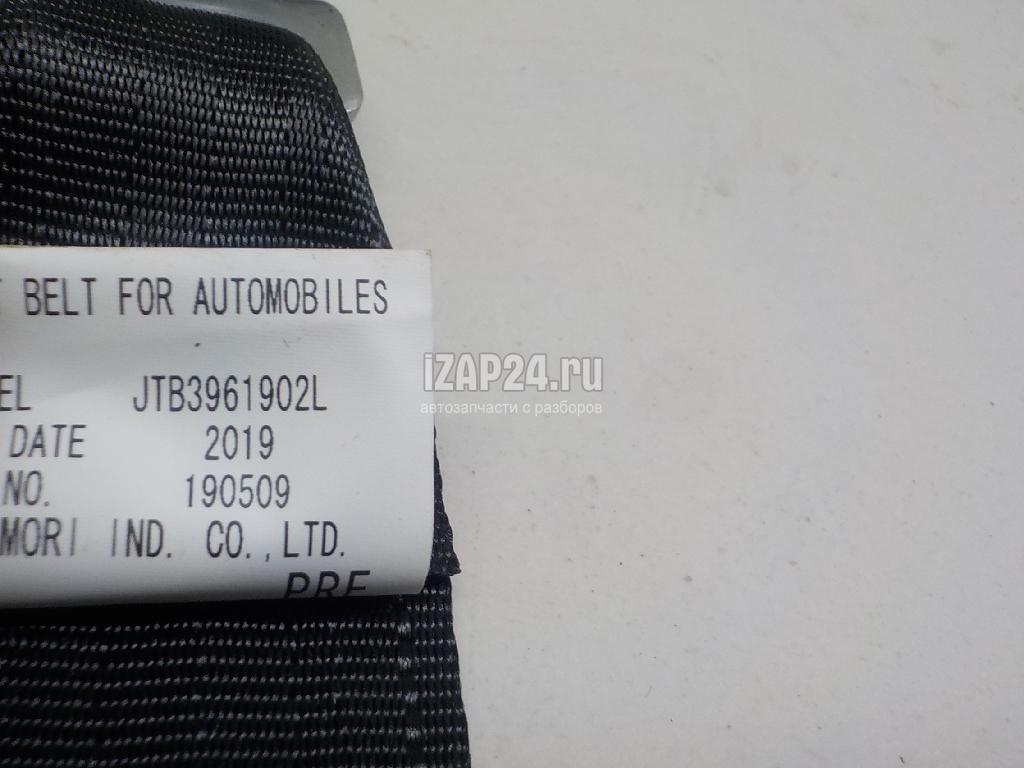 BELT FOR AUTOMOBILES
iZAP24.ru
EL JTB3961902L
автозапчасти с разборов
DATE 2019
NO. 190509
MORI IND. CO.,LTD.
PRE